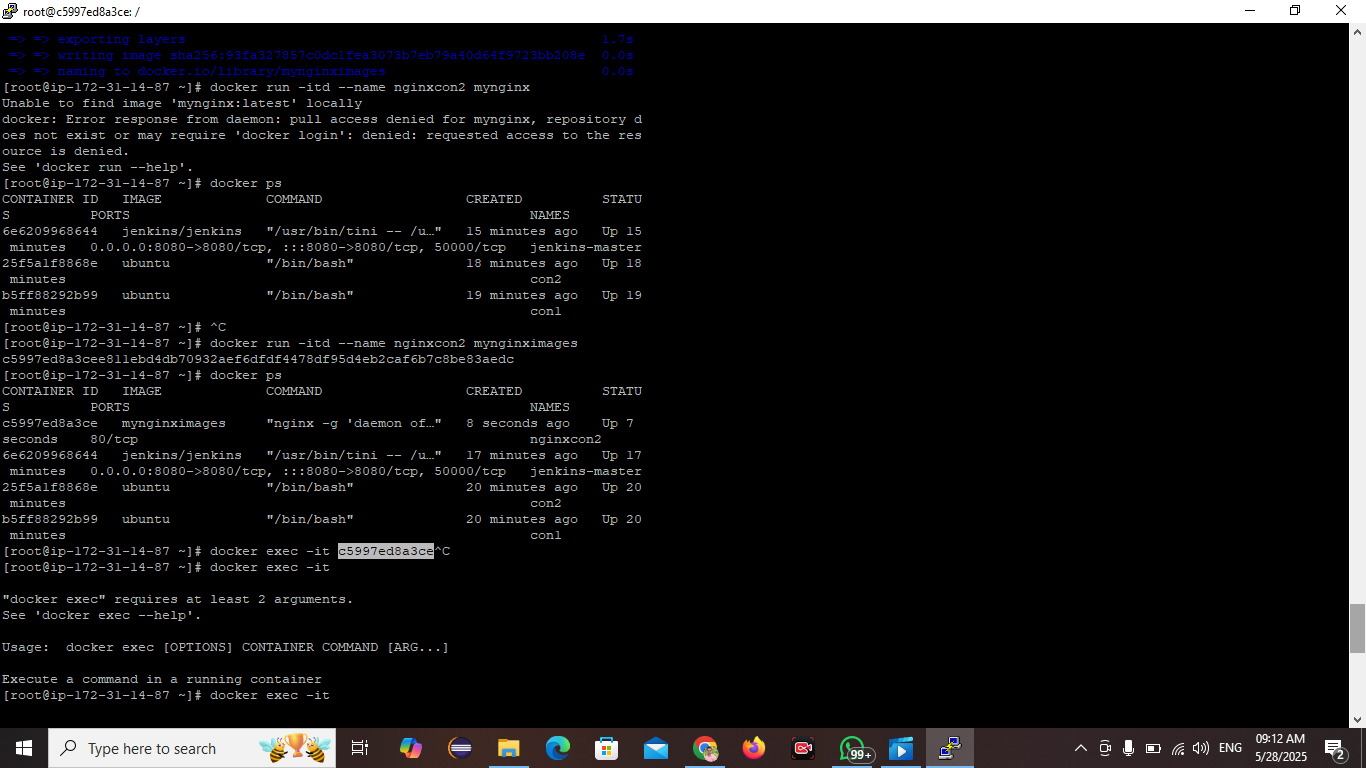 root@c5997ed8a3ce: /
=> => exporting layers 1.7s
=> => writing image sha256:93fa327857c0dc1fea3073b7eb79a40d64f9723bb208e 0.0s
=> => naming to docker.io/library/mynginximages 0.0s
[root@ip-172-31-14-87 ~]# docker run -itd --name nginxcon2 mynginx
Unable to find image 'mynginx:latest' locally
docker: Error response from daemon: pull access denied for mynginx, repository d
oes not exist or may require 'docker login': denied: requested access to the res
ource is denied.
See 'docker run --help'.
[root@ip-172-31-14-87 ~]# docker ps
CONTAINER ID IMAGE COMMAND CREATED STATU
S PORTS NAMES
6e6209968644 jenkins/jenkins "/usr/bin/tini -- /u…" 15 minutes ago Up 15
minutes 0.0.0.0:8080->8080/tcp, :::8080->8080/tcp, 50000/tcp jenkins-master
25f5a1f8868e ubuntu "/bin/bash" 18 minutes ago Up 18
minutes con2
b5ff88292b99 ubuntu "/bin/bash" 19 minutes ago Up 19
minutes con1
[root@ip-172-31-14-87 ~]# ^C
[root@ip-172-31-14-87 ~]# docker run -itd --name nginxcon2 mynginximages
c5997ed8a3cee811ebd4db70932aef6dfdf4478df95d4eb2caf6b7c8be83aedc
[root@ip-172-31-14-87 ~]# docker ps
CONTAINER ID IMAGE COMMAND CREATED STATU
S PORTS NAMES
c5997ed8a3ce mynginximages "nginx -g 'daemon of…" 8 seconds ago Up 7
seconds 80/tcp nginxcon2
6e6209968644 jenkins/jenkins "/usr/bin/tini -- /u…" 17 minutes ago Up 17
minutes 0.0.0.0:8080->8080/tcp, :::8080->8080/tcp, 50000/tcp jenkins-master
25f5a1f8868e ubuntu "/bin/bash" 20 minutes ago Up 20
minutes con2
b5ff88292b99 ubuntu "/bin/bash" 20 minutes ago Up 20
minutes con1
[root@ip-172-31-14-87 ~]# docker exec -it c5997ed8a3ce^C
[root@ip-172-31-14-87 ~]# docker exec -it
"docker exec" requires at least 2 arguments.
See 'docker exec --help'.
Usage: docker exec [OPTIONS] CONTAINER COMMAND [ARG...]
Execute a command in a running container
[root@ip-172-31-14-87 ~]# docker exec -it
Type here to search
99+
ENG
09:12 AM
5/28/2025
2